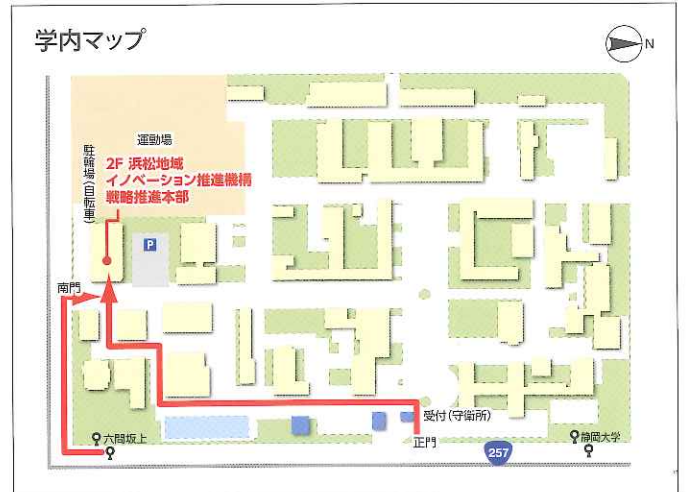 学内マップ
N
運動場
駐輪場(自転車)
2F 浜松地域
イノベーション推進機構
戦略推進本部
P
南門
受付(守衛所)
六間坂上
正門
257
静岡大学